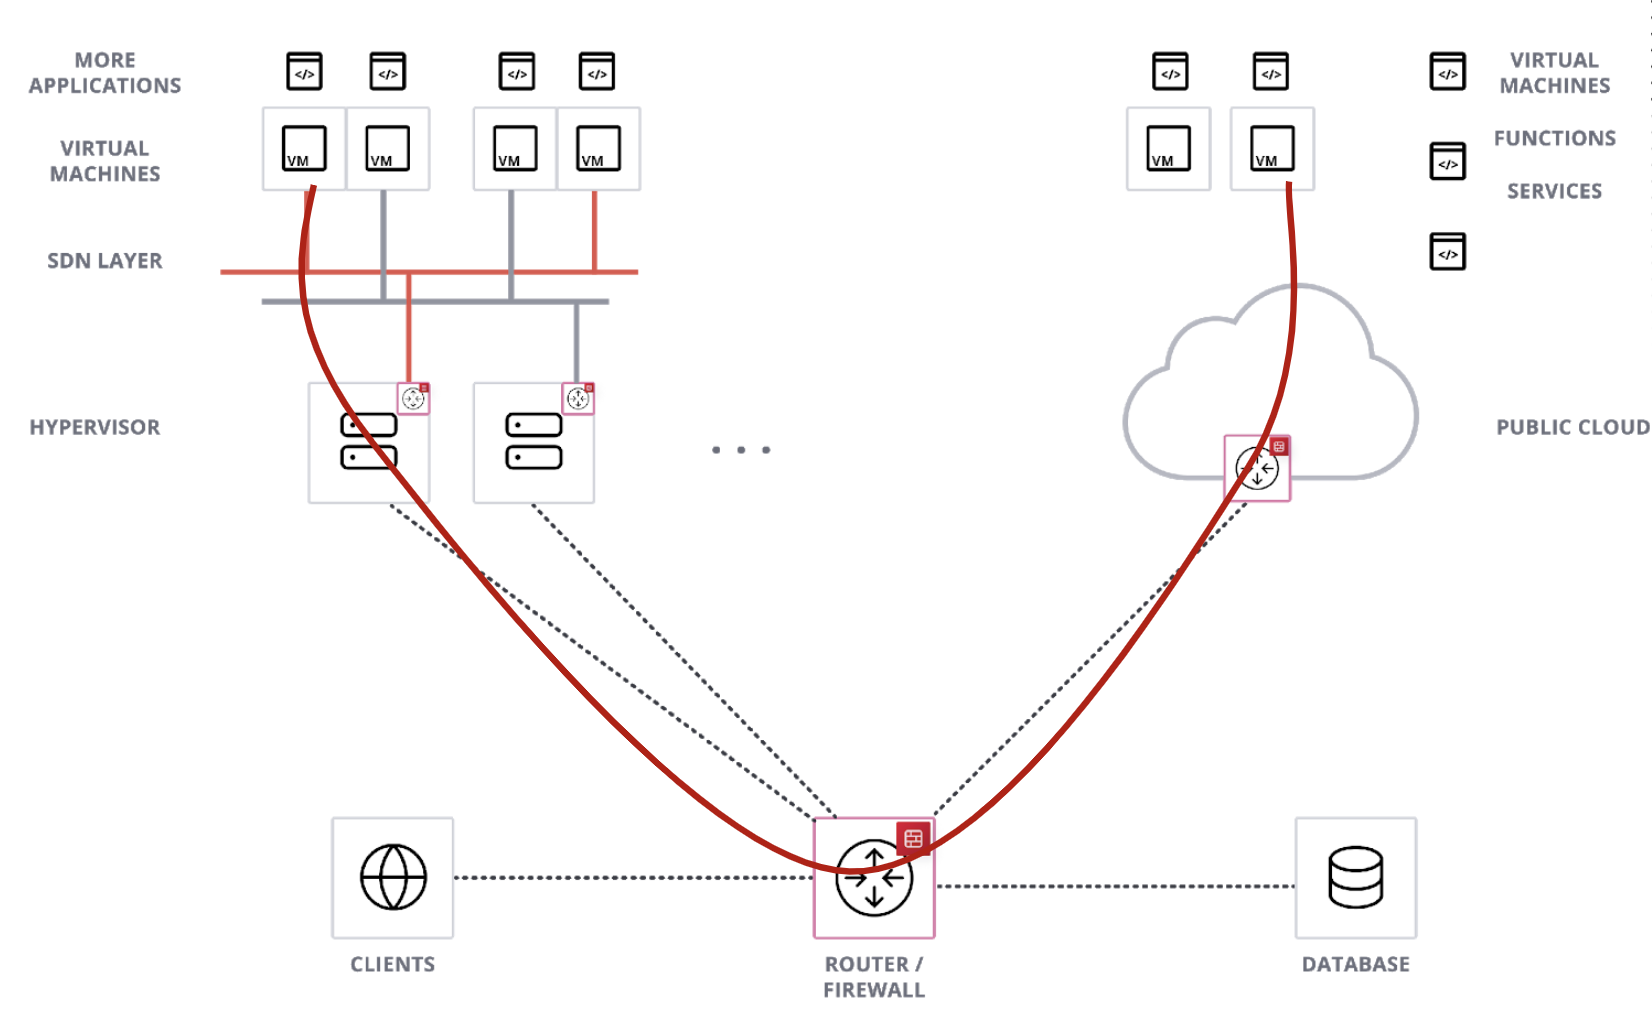 MORE
APPLICATIONS
</>
</>
</>
</>
</>
</>
</>
VIRTUAL
MACHINES
VIRTUAL
MACHINES
VM
VM
VM
VM
VM
VM
</>
FUNCTIONS
SERVICES
SDN LAYER
</>
HYPERVISOR
PUBLIC CLOUD
CLIENTS
ROUTER /
FIREWALL
DATABASE